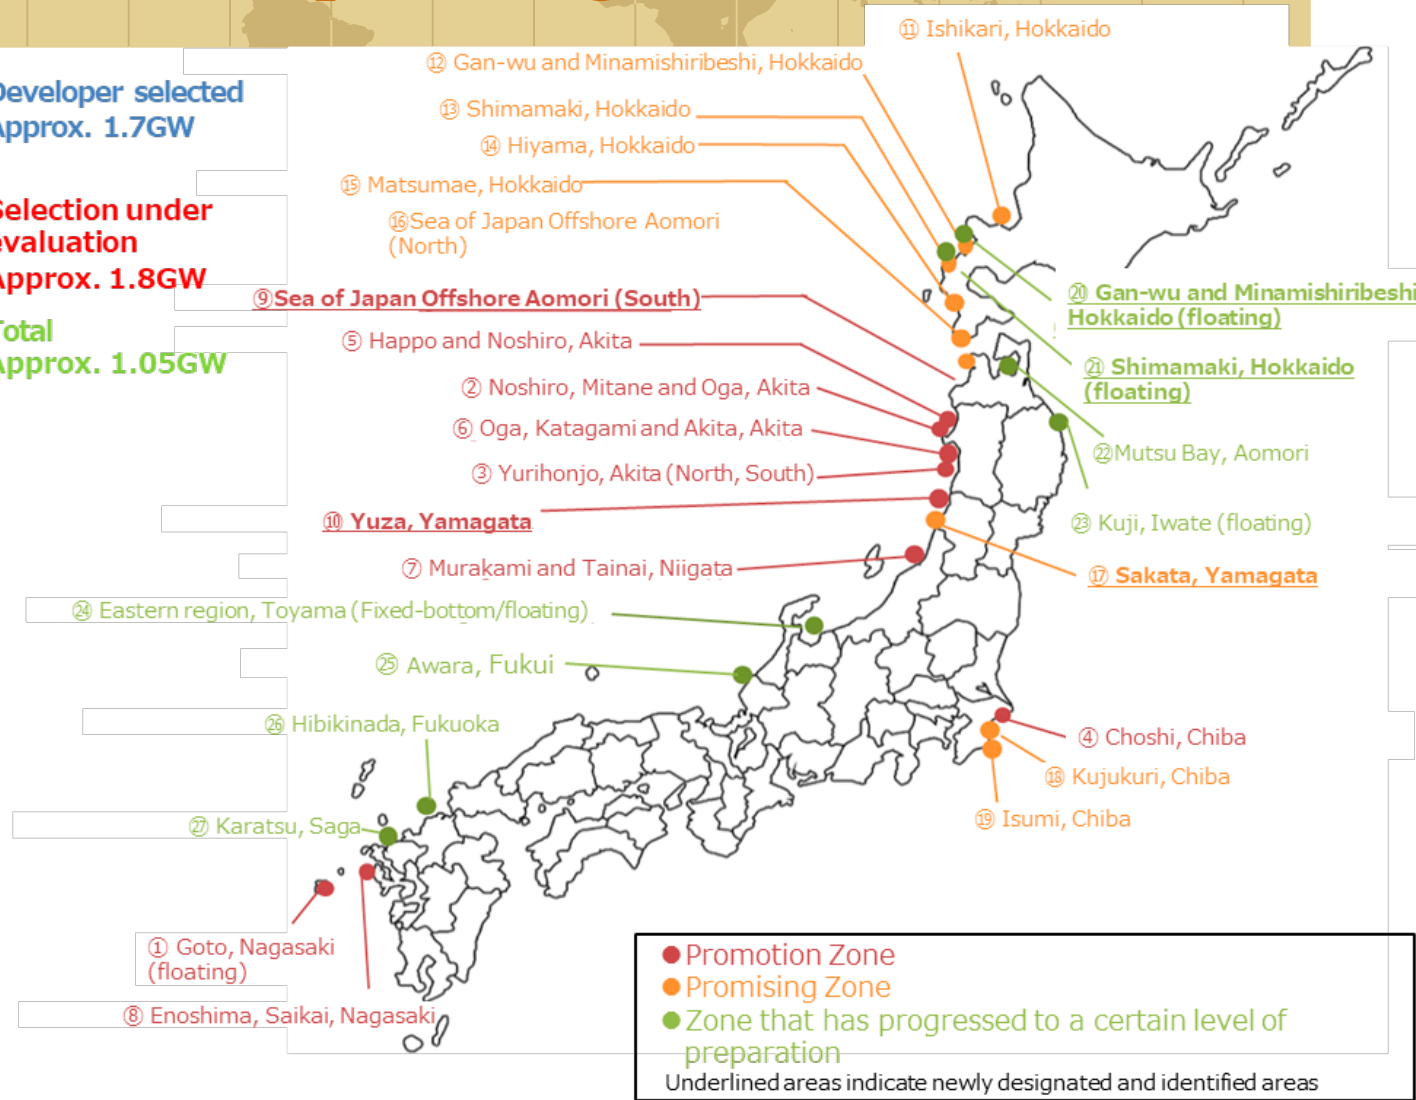 ⑪ Ishikari, Hokkaido
⑫ Gan-wu and Minamishiribeshi, Hokkaido
Developer selected
Approx. 1.7GW
⑬ Shimamaki, Hokkaido
⑭ Hiyama, Hokkaido
⑮ Matsumae, Hokkaido
⑯Sea of Japan Offshore Aomori
(North)
Selection under
evaluation
Approx. 1.8GW
⑨Sea of Japan Offshore Aomori (South)
⑳ Gan-wu and Minamishiribeshi
Hokkaido (floating)
Total
Approx. 1.05GW
⑤ Happo and Noshiro, Akita
㉑ Shimamaki, Hokkaido
(floating)
② Noshiro, Mitane and Oga, Akita
⑥ Oga, Katagami and Akita, Akita
㉒Mutsu Bay, Aomori
③ Yurihonjo, Akita (North, South)
⑩ Yuza, Yamagata
㉓ Kuji, Iwate (floating)
⑦ Murakami and Tainai, Niigata
⑰ Sakata, Yamagata
㉔ Eastern region, Toyama (Fixed-bottom/floating)
㉕ Awara, Fukui
㉖ Hibikinada, Fukuoka
④ Choshi, Chiba
⑱ Kujukuri, Chiba
⑲ Isumi, Chiba
㉗ Karatsu, Saga
① Goto, Nagasaki
(floating)
⑧ Enoshima, Saikai, Nagasaki
Promotion Zone
Promising Zone
Zone that has progressed to a certain level of
preparation
Underlined areas indicate newly designated and identified areas